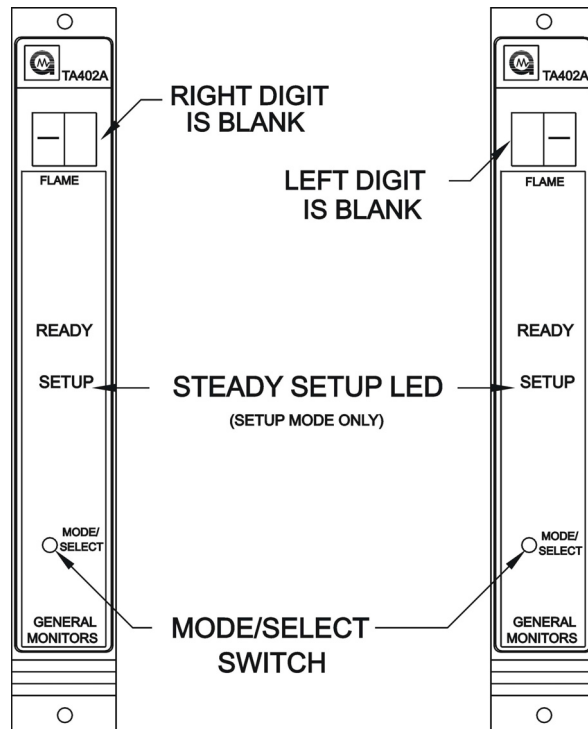 TA402A
FLAME
READY
SETUP
MODE/
SELECT
GENERAL
MONITORS
RIGHT DIGIT
IS BLANK
LEFT DIGIT
IS BLANK
STEADY SETUP LED
(SETUP MODE ONLY)
MODE/SELECT
SWITCH
TA402A
FLAME
READY
SETUP
MODE/
SELECT
GENERAL
MONITORS